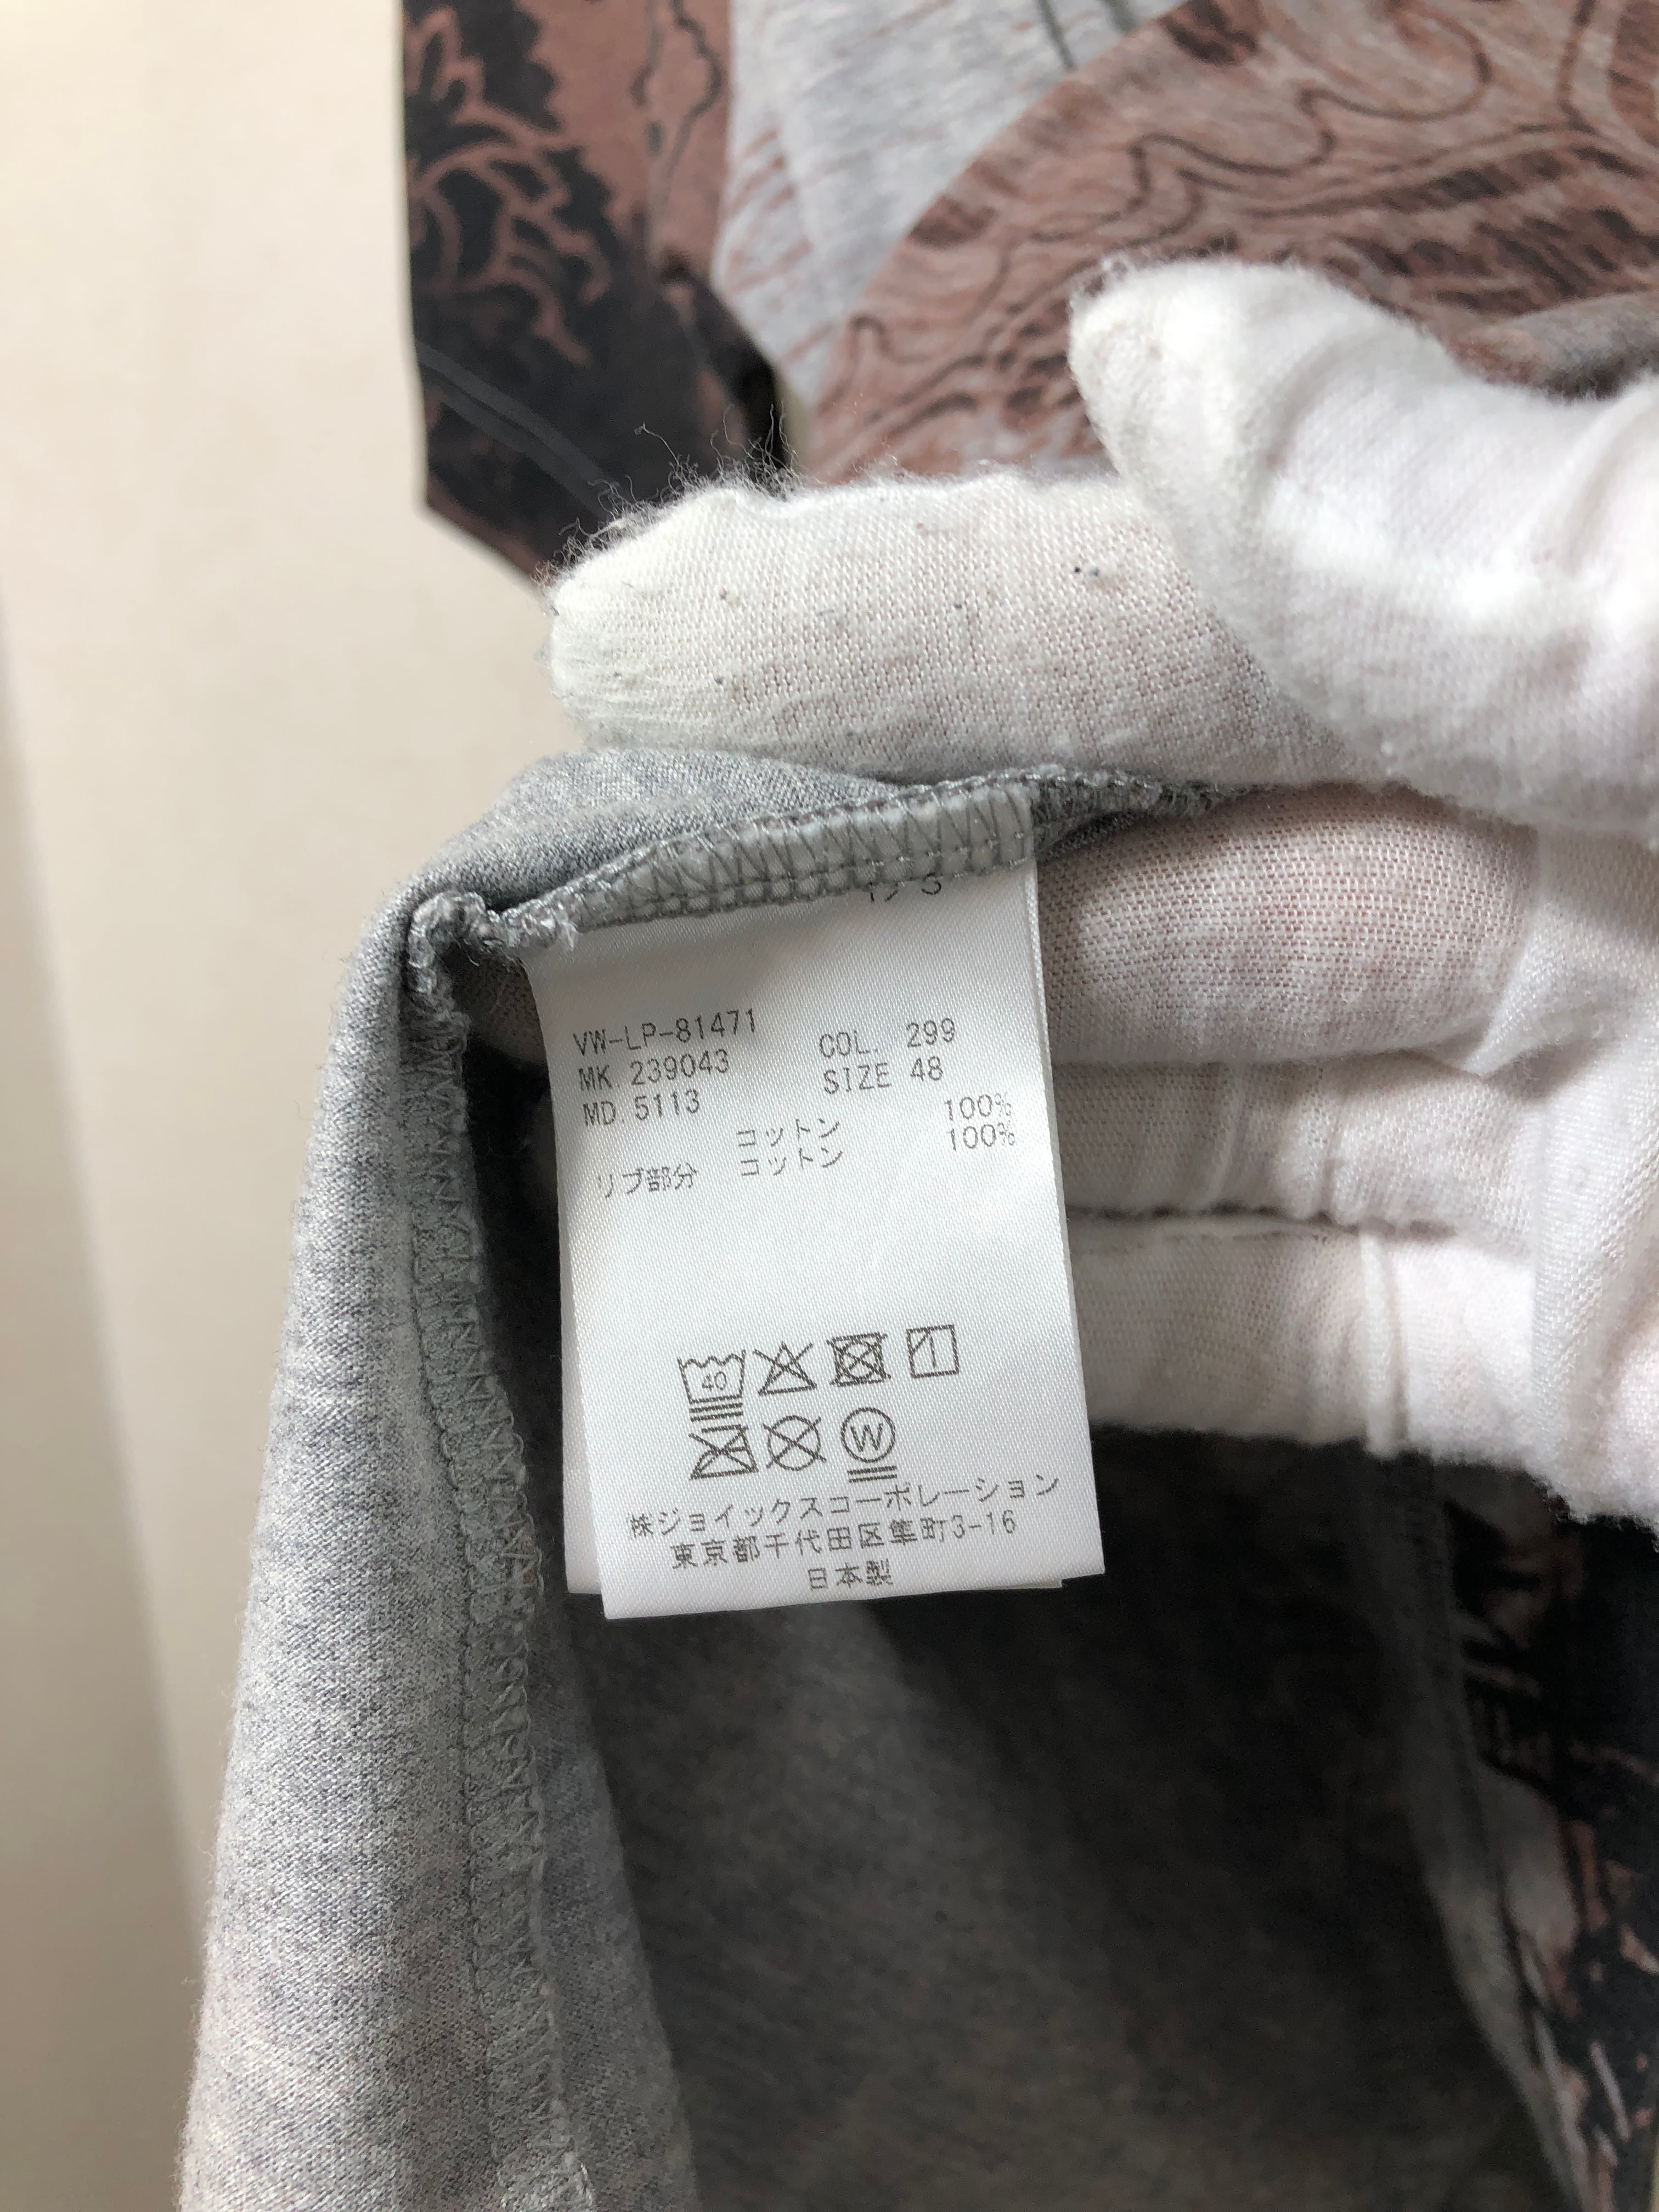 VW-LP-81471
MK. 239043 COL. 299
MD. 5113 SIZE 48
コットン 100%
リブ部分 コットン 100%
40
W
株ジョイックスコーポレーション
東京都千代田区隼町3-16
日本製